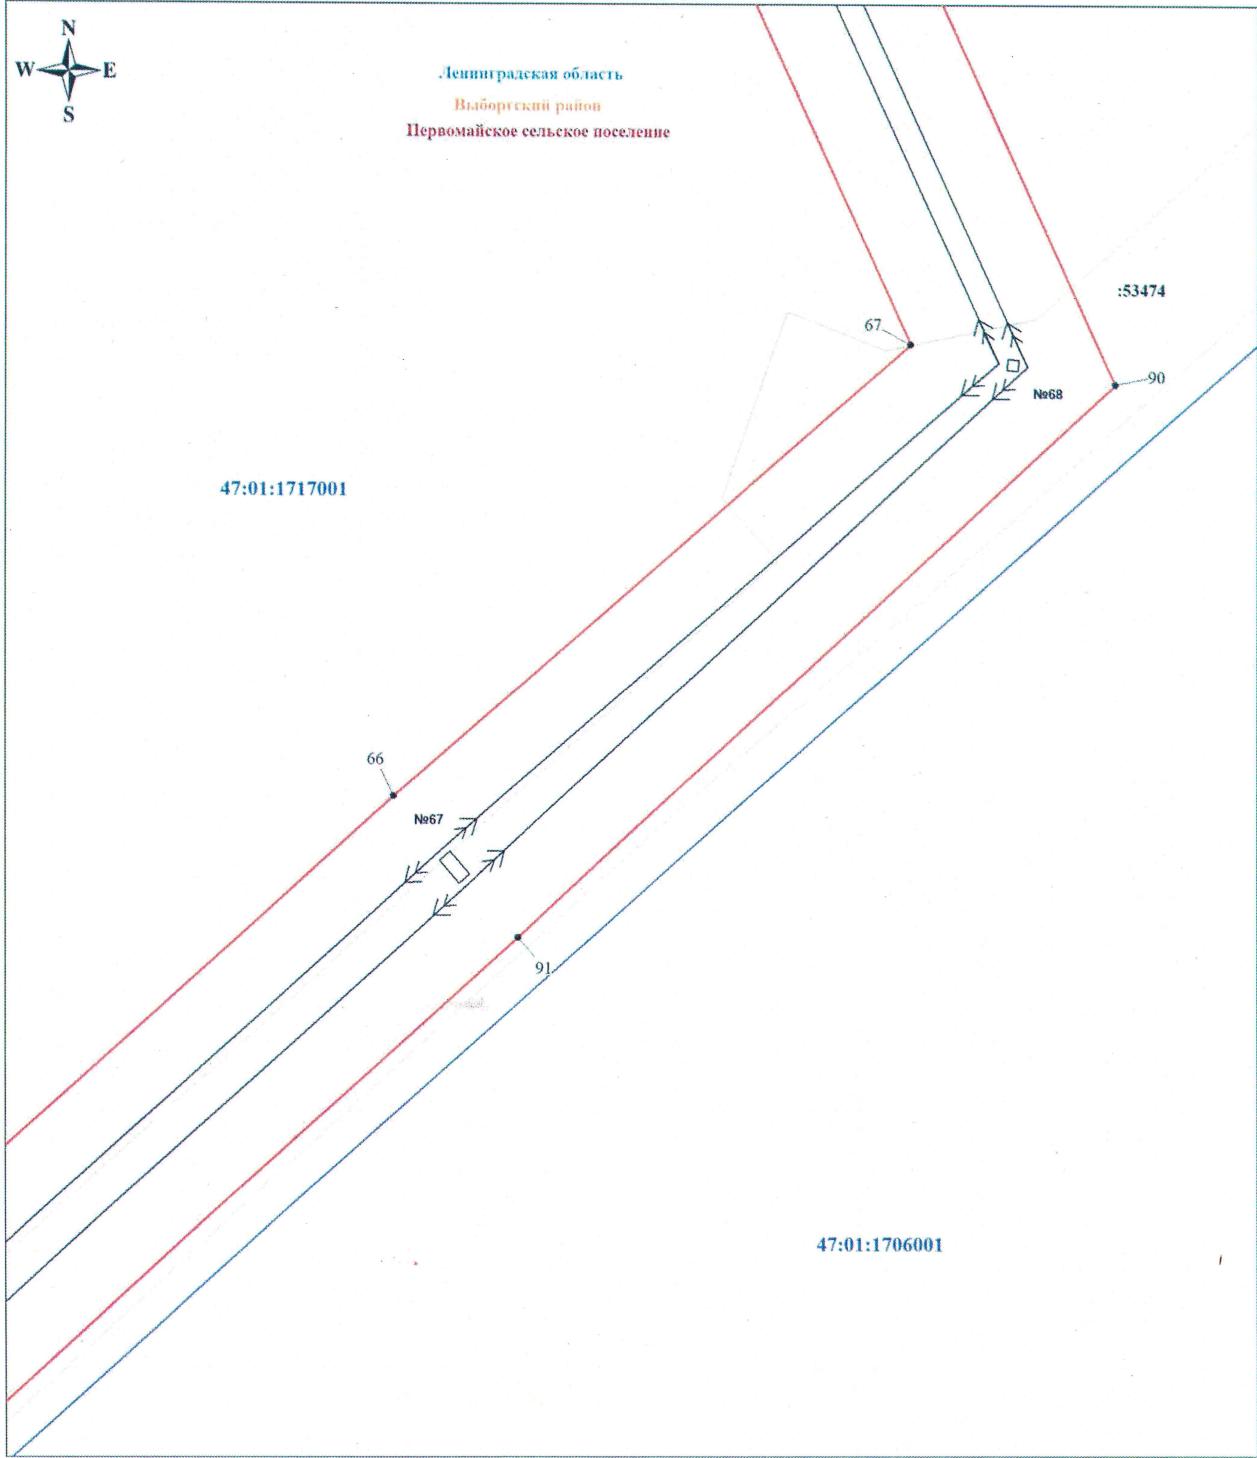 N
W E
S
Ленинградская область
Выборгский район
Первомайское сельское поселение
:53474
67
90
№68
47:01:1717001
66
№67
91
47:01:1706001